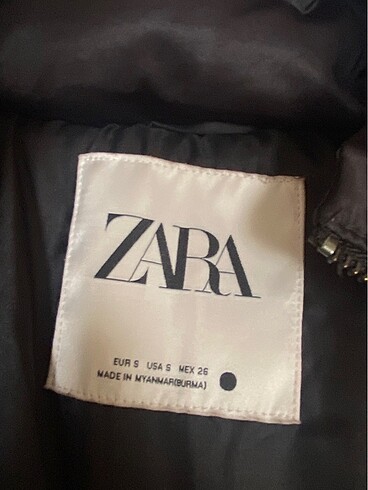 ZARA
EUR S USA S MEX 26
MADE IN MYANMAR(BURMA)